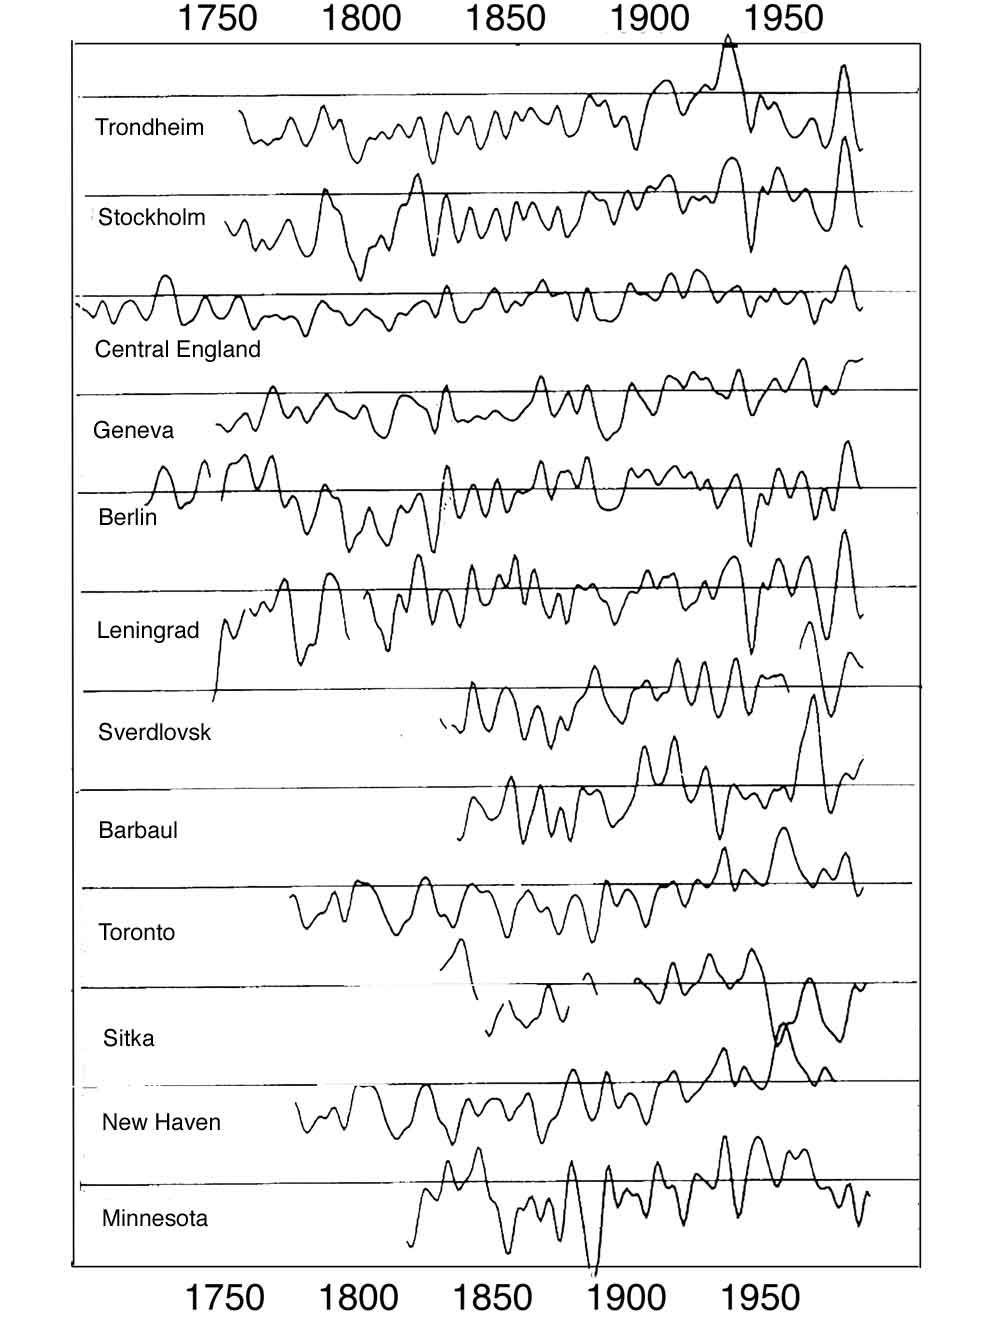 1750 1800 1850 1900 1950
Trondheim
Stockholm
Central England
Geneva
Berlin
Leningrad
Sverdlovsk
Barbaul
Toronto
Sitka
New Haven
Minnesota
1750 1800 1850 1900 1950